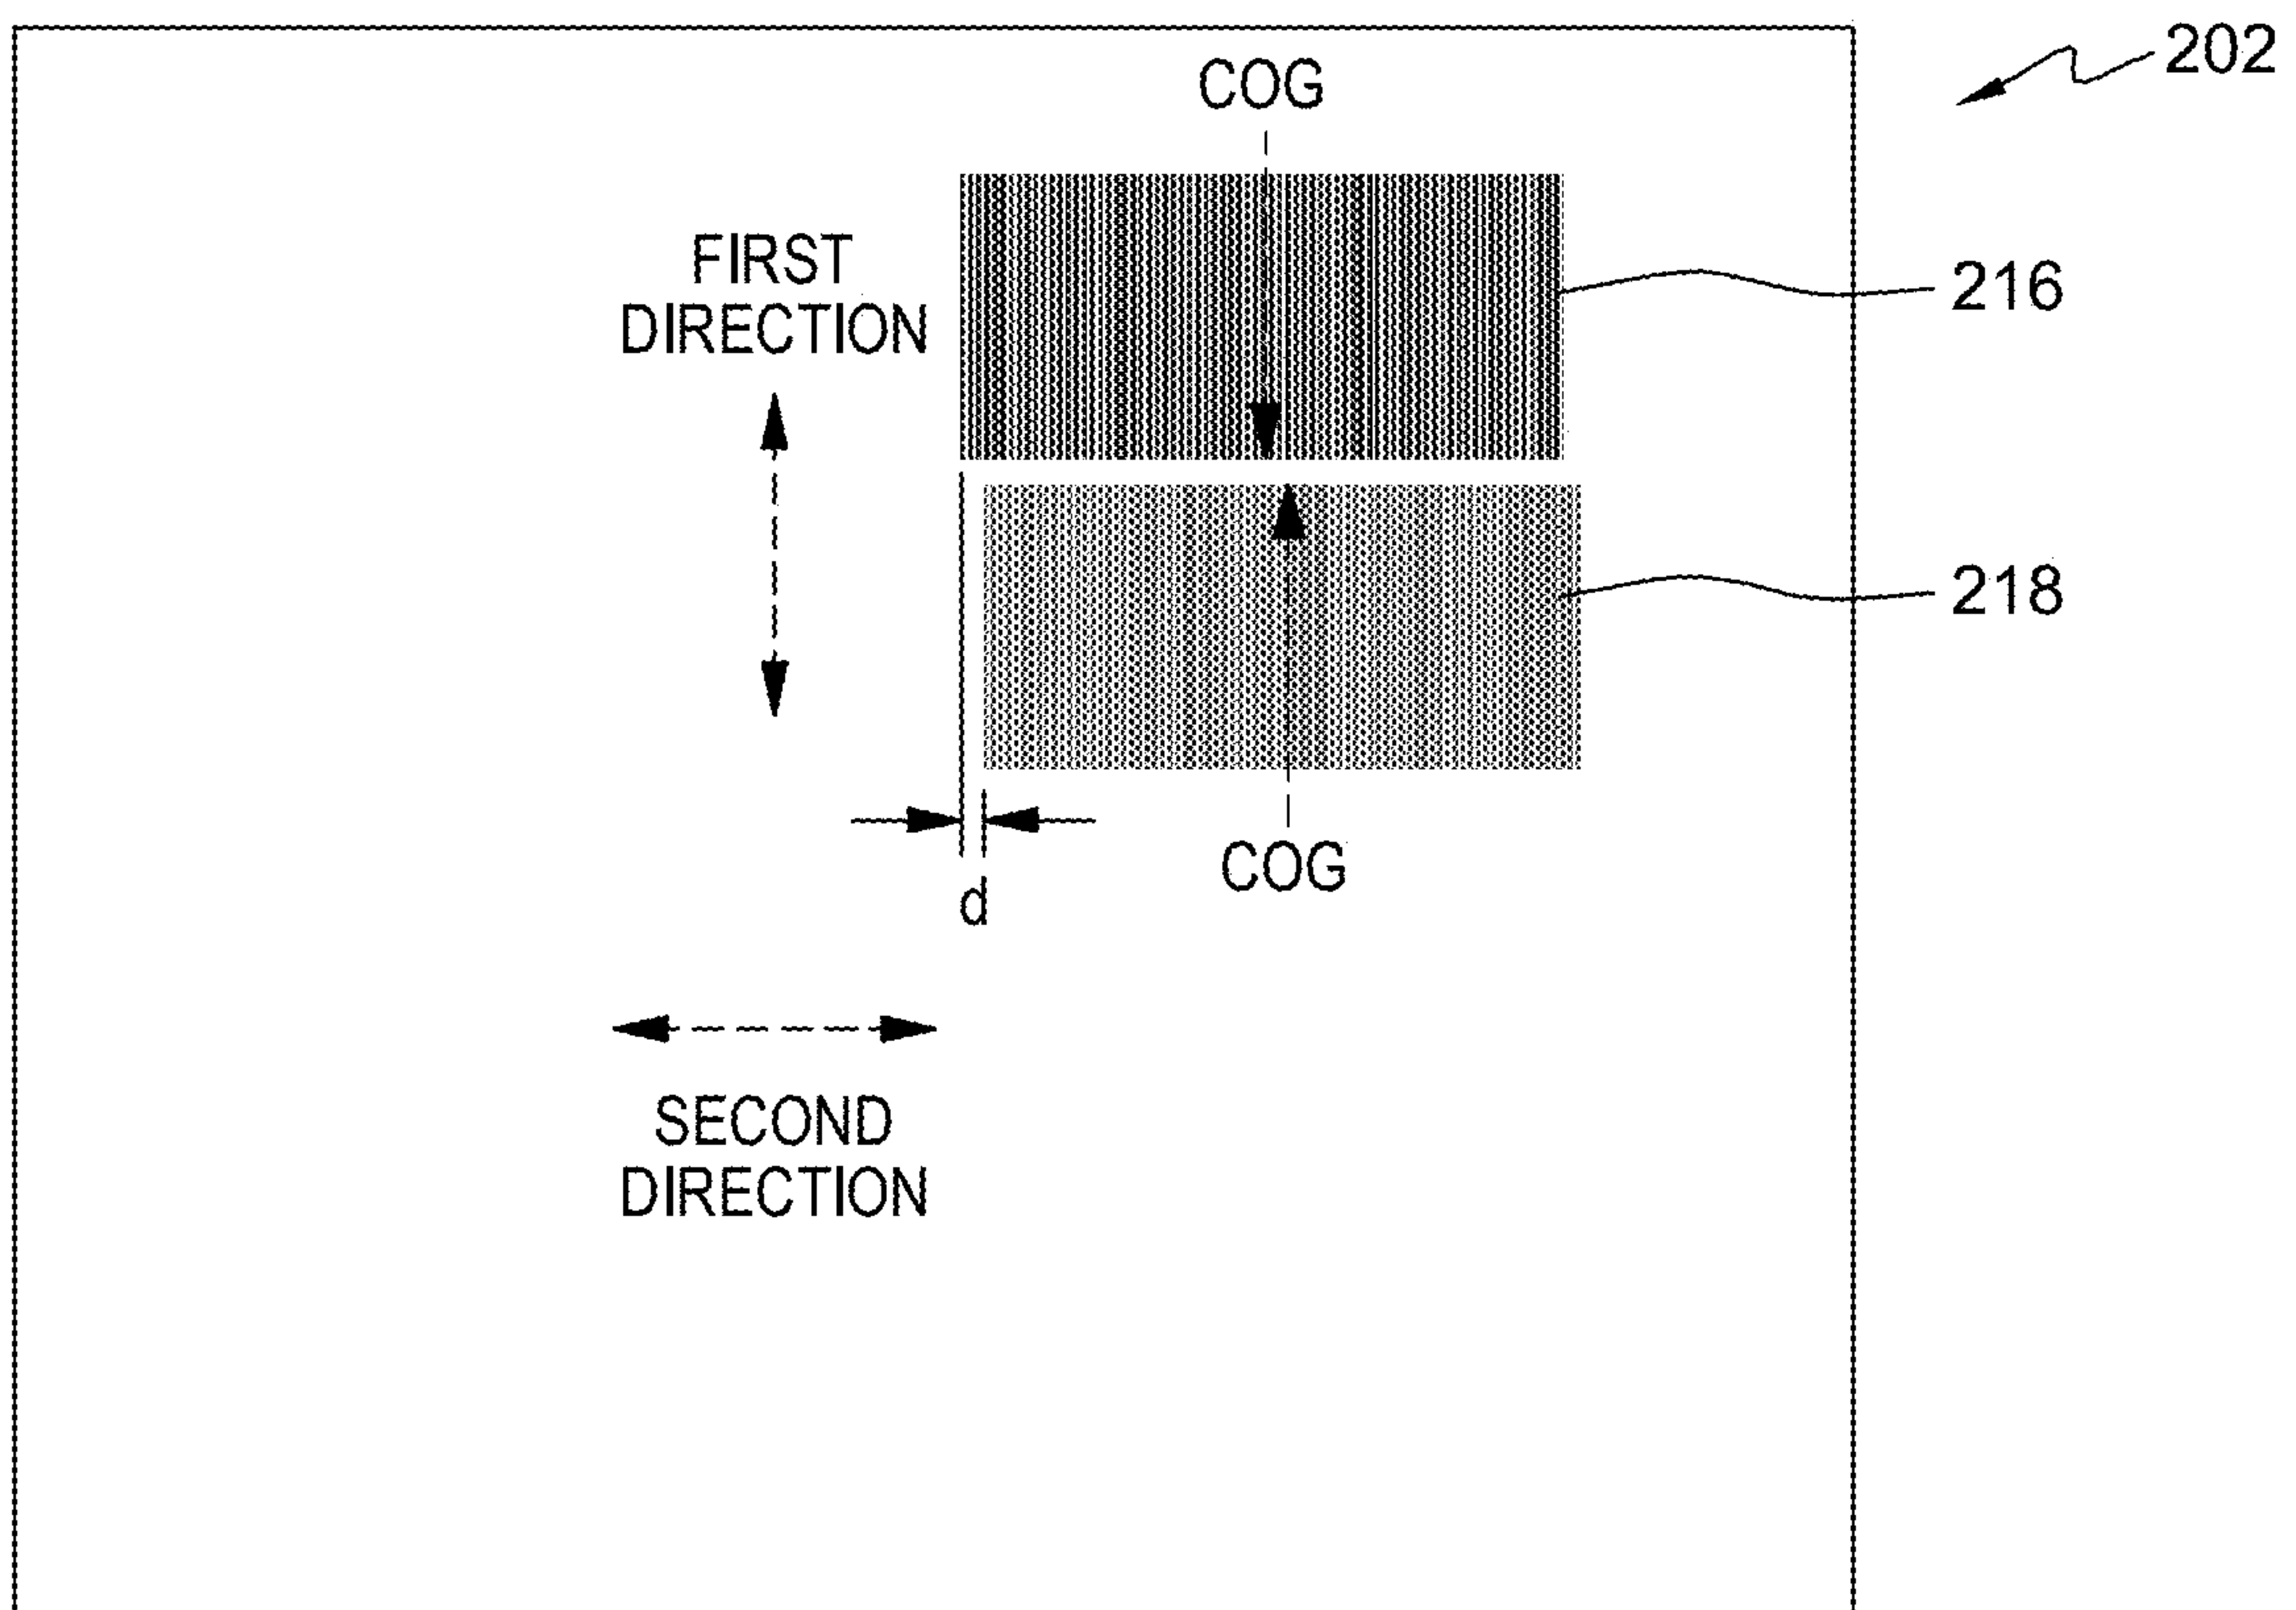 202
COG
FIRST
DIRECTION
216
218
COG
d
SECOND
DIRECTION